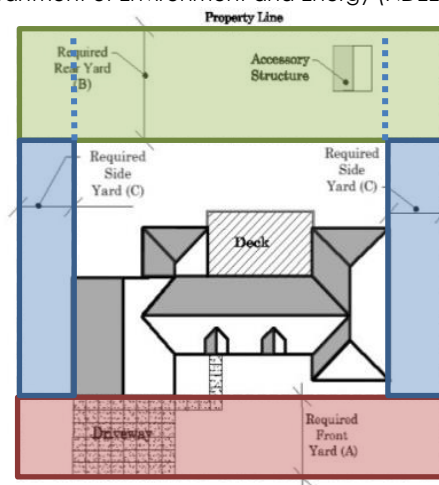 Property Line
Required
Rear Yard
(B)
Accessory
Structure
Required
Side
Yard (C)
Required
Side
Yard (C)
Deck
Driveway
Required
Front
Yard (A)